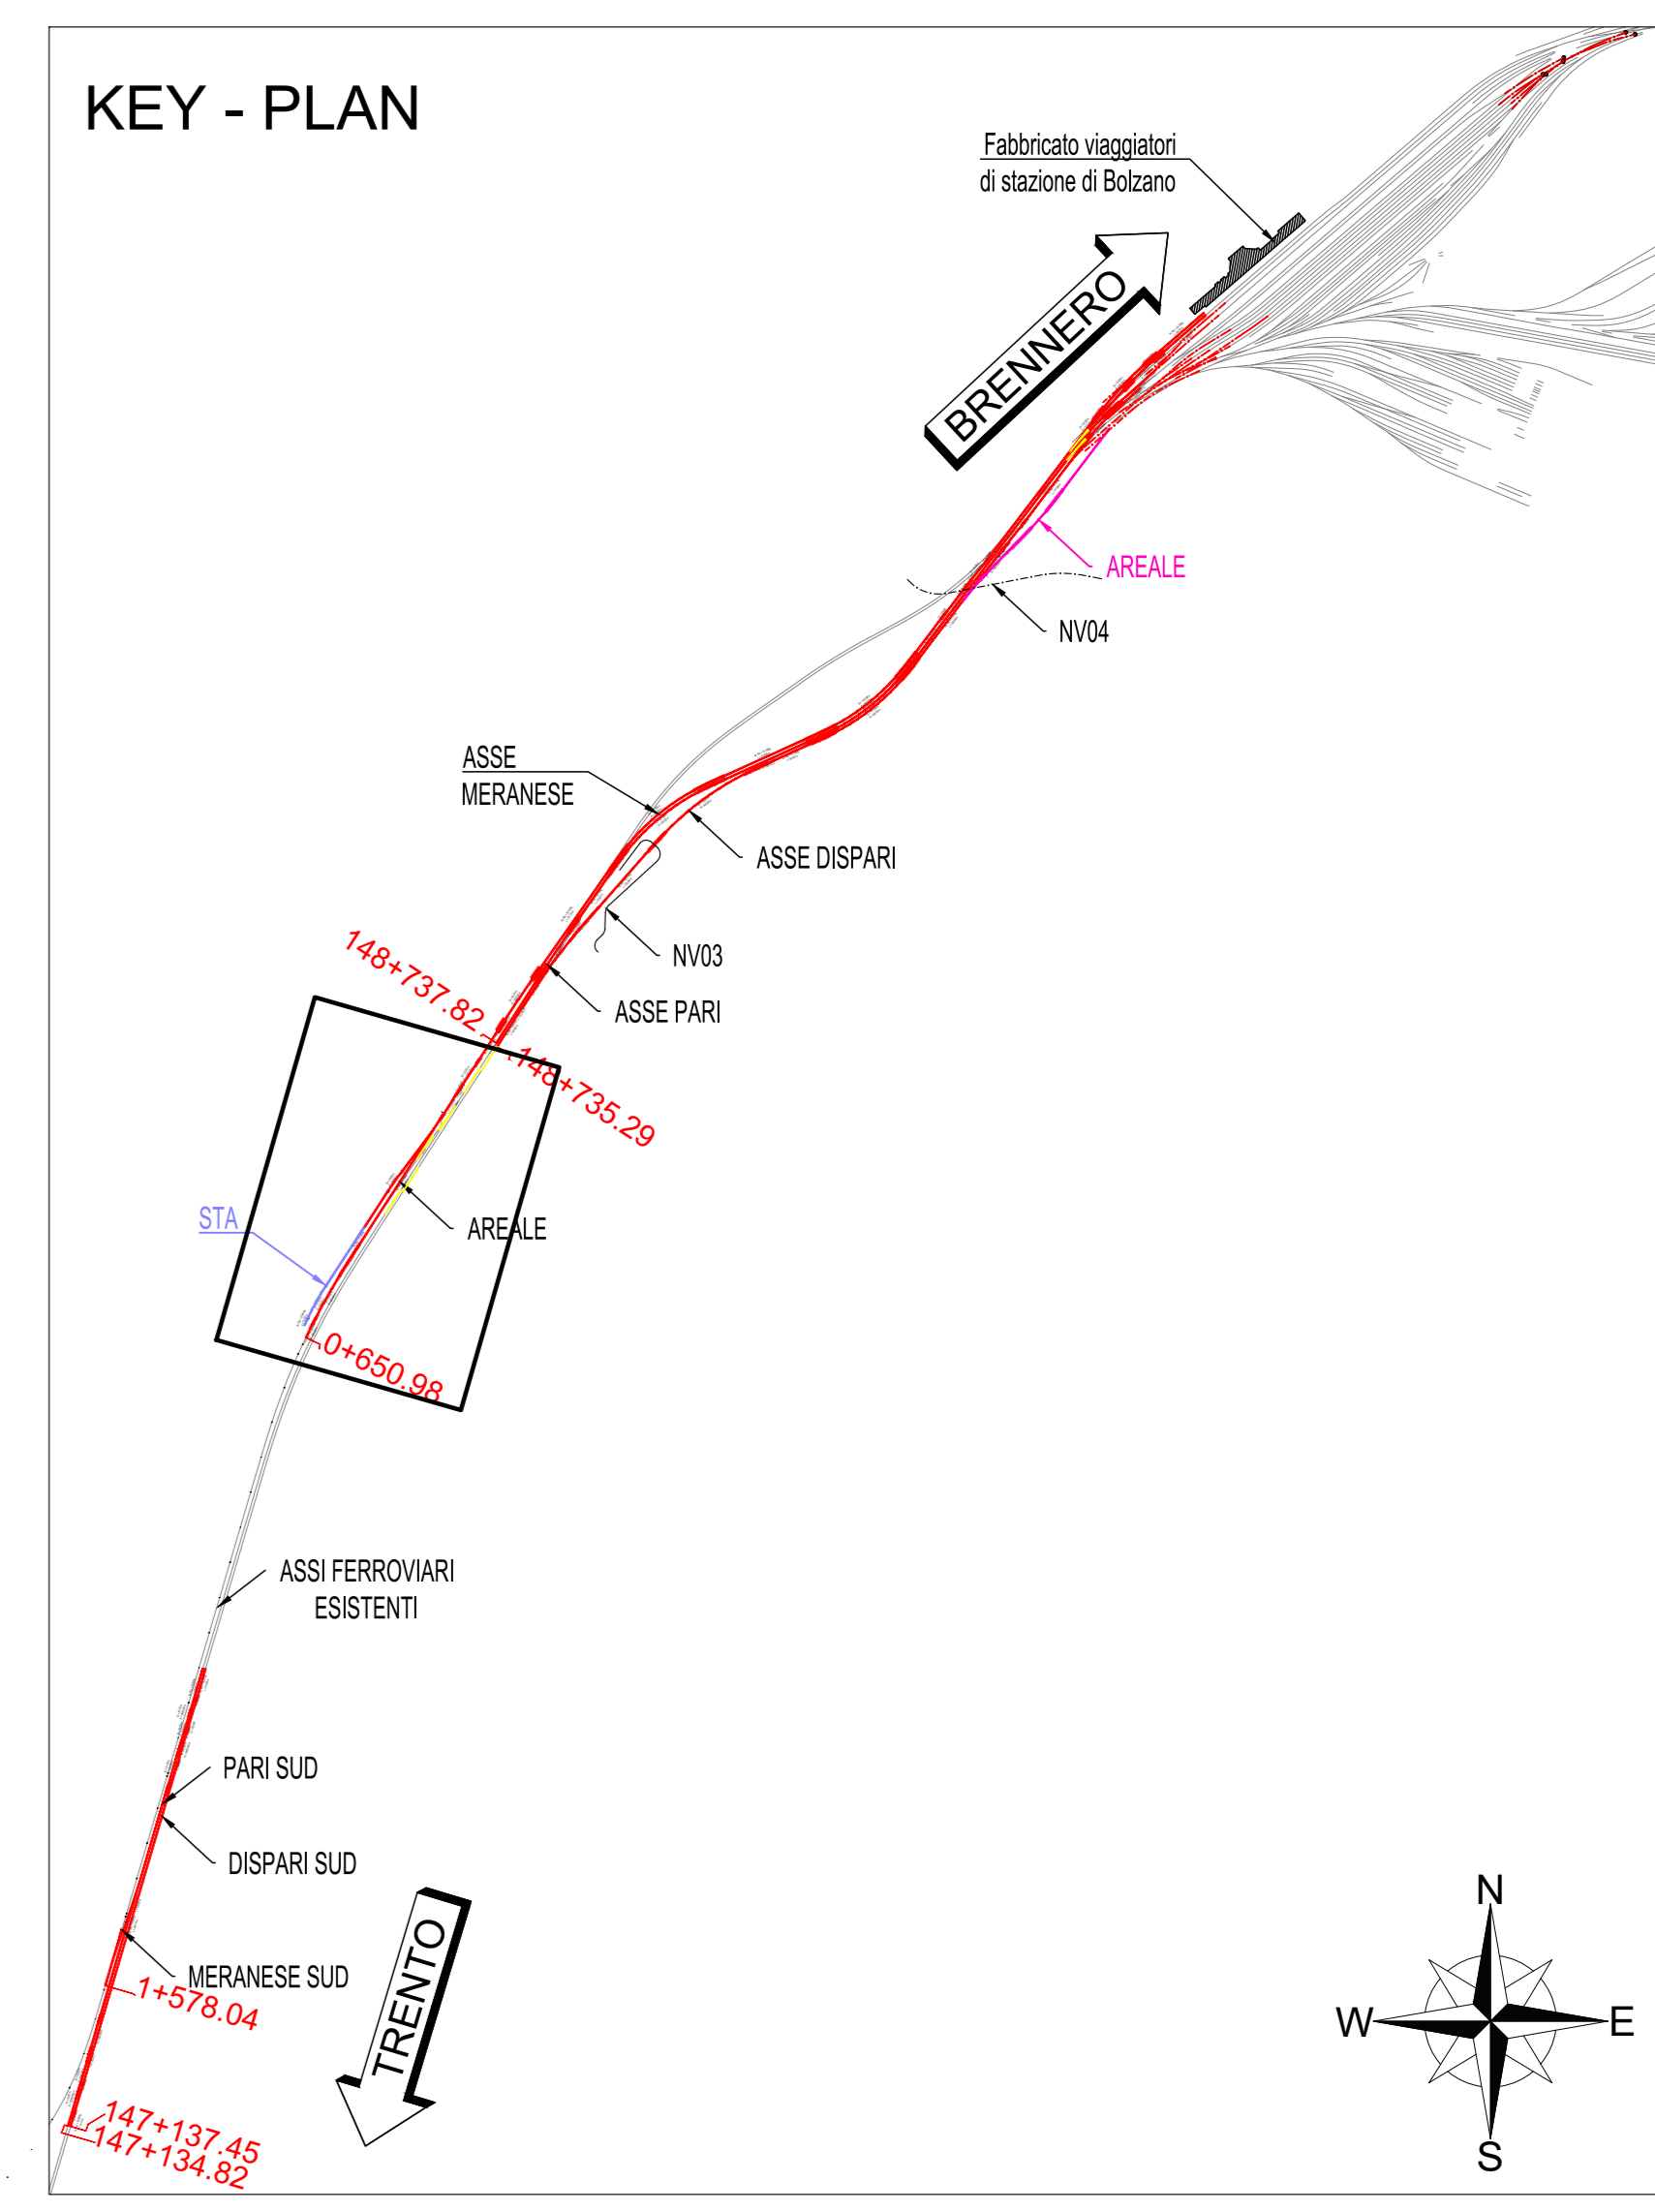 KEY - PLAN
Fabbricato viaggiatori
di stazione di Bolzano
BRENNERO
AREALE
NV04
ASSE
MERANESE
ASSE DISPARI
NV03
148+737.82
ASSE PARI
148+735.29
STA
AREALE
0+650.98
ASSI FERROVIARI
ESISTENTI
PARI SUD
DISPARI SUD
MERANESE SUD
1+578.04
TRENTO
147+137.45
147+134.82
N
W
E
S